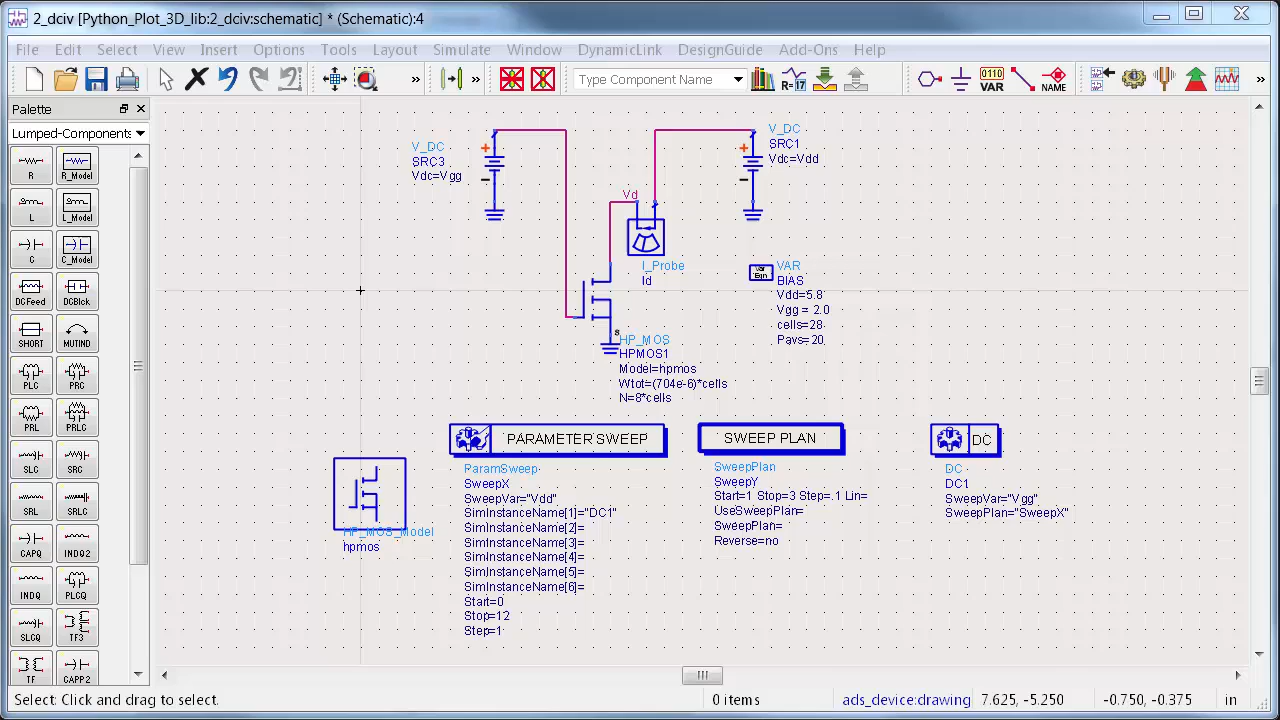 2_dciv [Python_Plot_3D_lib:2_dciv:schematic] * (Schematic):4
File Edit Select View Insert Options Tools Layout Simulate Window DynamicLink DesignGuide Add-Ons Help
» » Type Component Name R=17 0110 VAR NAME »
Palette
Lumped-Components
R R_Model
L L_Model
C C_Model
DCFeed DCBlck
SHORT MUTIND
PLC PRC
PRL PRLC
SLC SRC
SRL SRLC
CAPQ INDQ2
INDQ PLCQ
SLCQ TF3
TF CAPP2
V_DC
SRC3
Vdc=Vgg
V_DC
SRC1
Vdc=Vdd
Vd
I_Probe
Id
Var Eqn
VAR
BIAS
Vdd=5.8
Vgg = 2.0
cells=28
Pavs=20
s
HP_MOS
HPMOS1
Model=hpmos
Wtot=(704e-6)*cells
N=8*cells
HP_MOS_Model
hpmos
PARAMETER SWEEP
ParamSweep
SweepX
SweepVar="Vdd"
SimInstanceName[1]="DC1"
SimInstanceName[2]=
SimInstanceName[3]=
SimInstanceName[4]=
SimInstanceName[5]=
SimInstanceName[6]=
Start=0
Stop=12
Step=1
SWEEP PLAN
SweepPlan
SweepY
Start=1 Stop=3 Step=.1 Lin=
UseSweepPlan=
SweepPlan=
Reverse=no
DC
DC
DC1
SweepVar="Vgg"
SweepPlan="SweepX"
Select: Click and drag to select. 0 items ads_device:drawing 7.625, -5.250 -0.750, -0.375 in